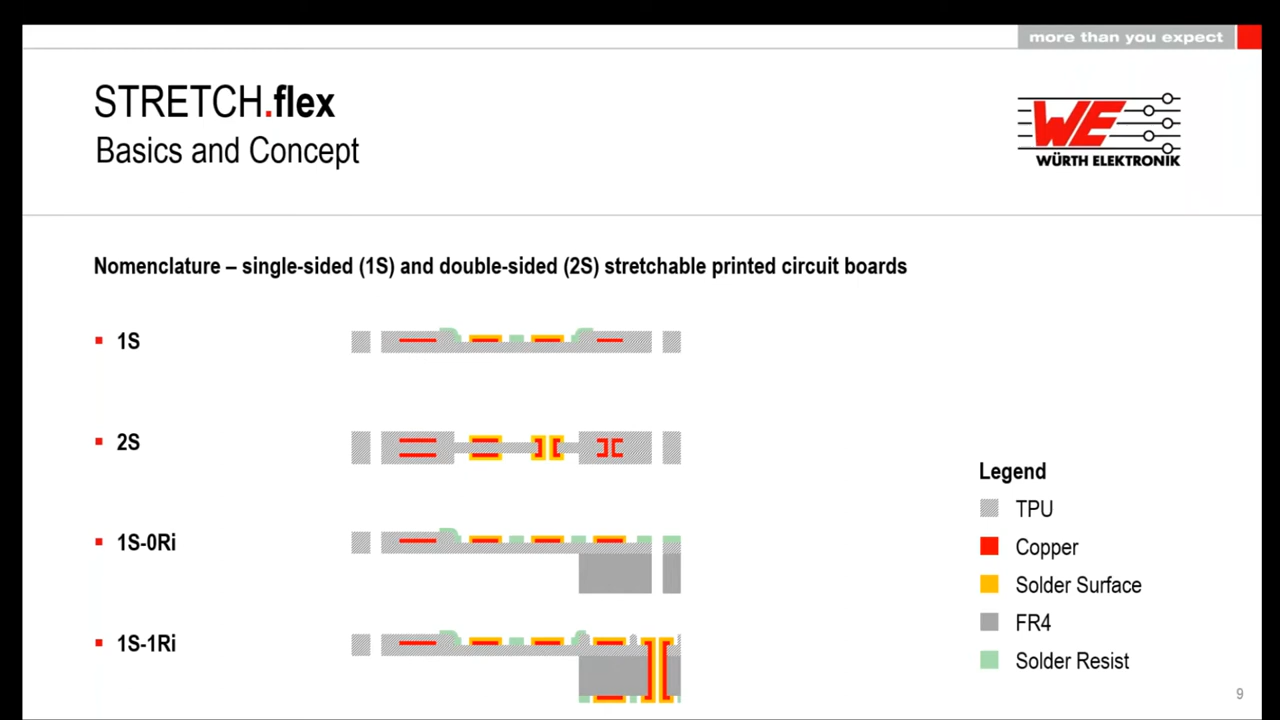 more than you expect
STRETCH.flex
Basics and Concept
WE
WÜRTH ELEKTRONIK
Nomenclature – single-sided (1S) and double-sided (2S) stretchable printed circuit boards
1S
2S
1S-0Ri
1S-1Ri
Legend
TPU
Copper
Solder Surface
FR4
Solder Resist
9